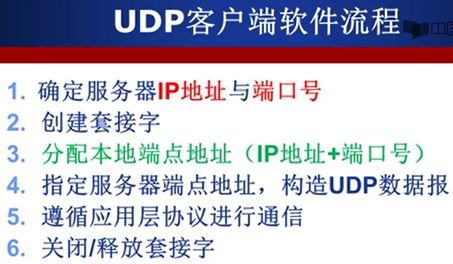 UDP客户端软件流程
中国
1. 确定服务器IP地址与端口号
2. 创建套接字
3. 分配本地端点地址（IP地址+端口号）
4. 指定服务器端点地址，构造UDP数据报
5. 遵循应用层协议进行通信
6. 关闭/释放套接字